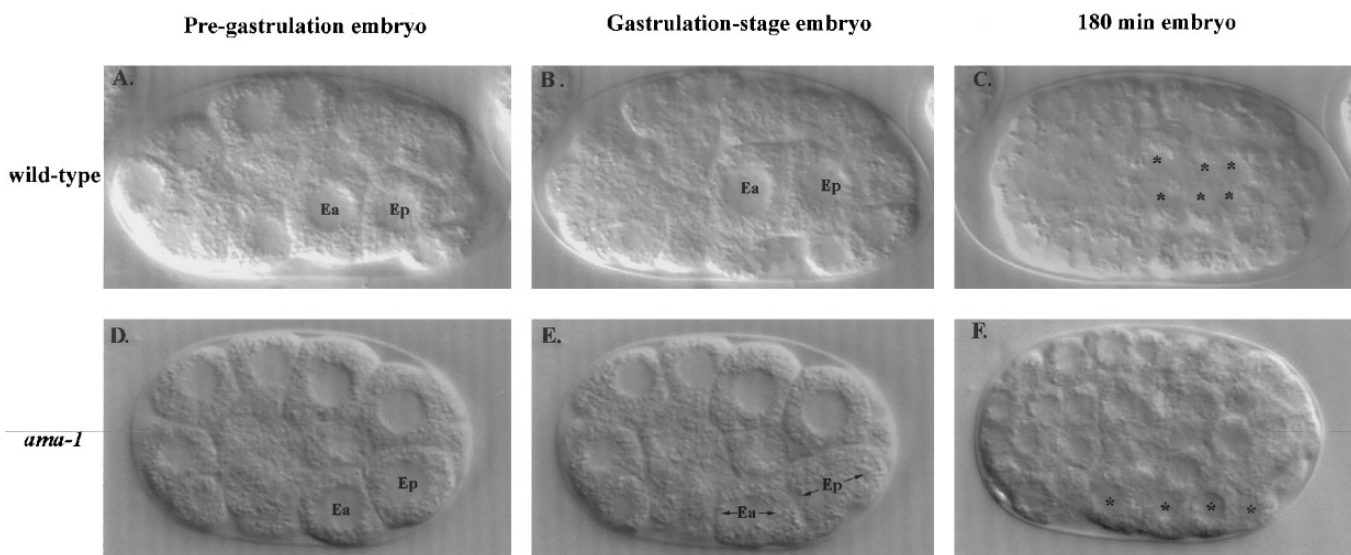 Pre-gastrulation embryo
Gastrulation-stage embryo
180 min embryo
wild-type
A.
Ea
Ep
B.
Ea
Ep
C.
* * *
* * *
ama-1
D.
Ea
Ep
E.
Ea
Ep
F.
* * * *